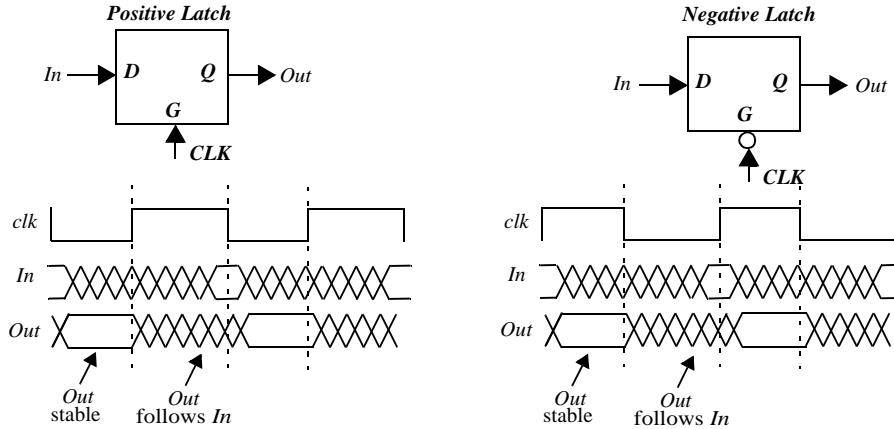 Positive Latch
In
D
Q
Out
G
CLK
clk
In
Out
Out
stable
Out
follows In
Negative Latch
In
D
Q
Out
G
CLK
clk
In
Out
Out
stable
Out
follows In